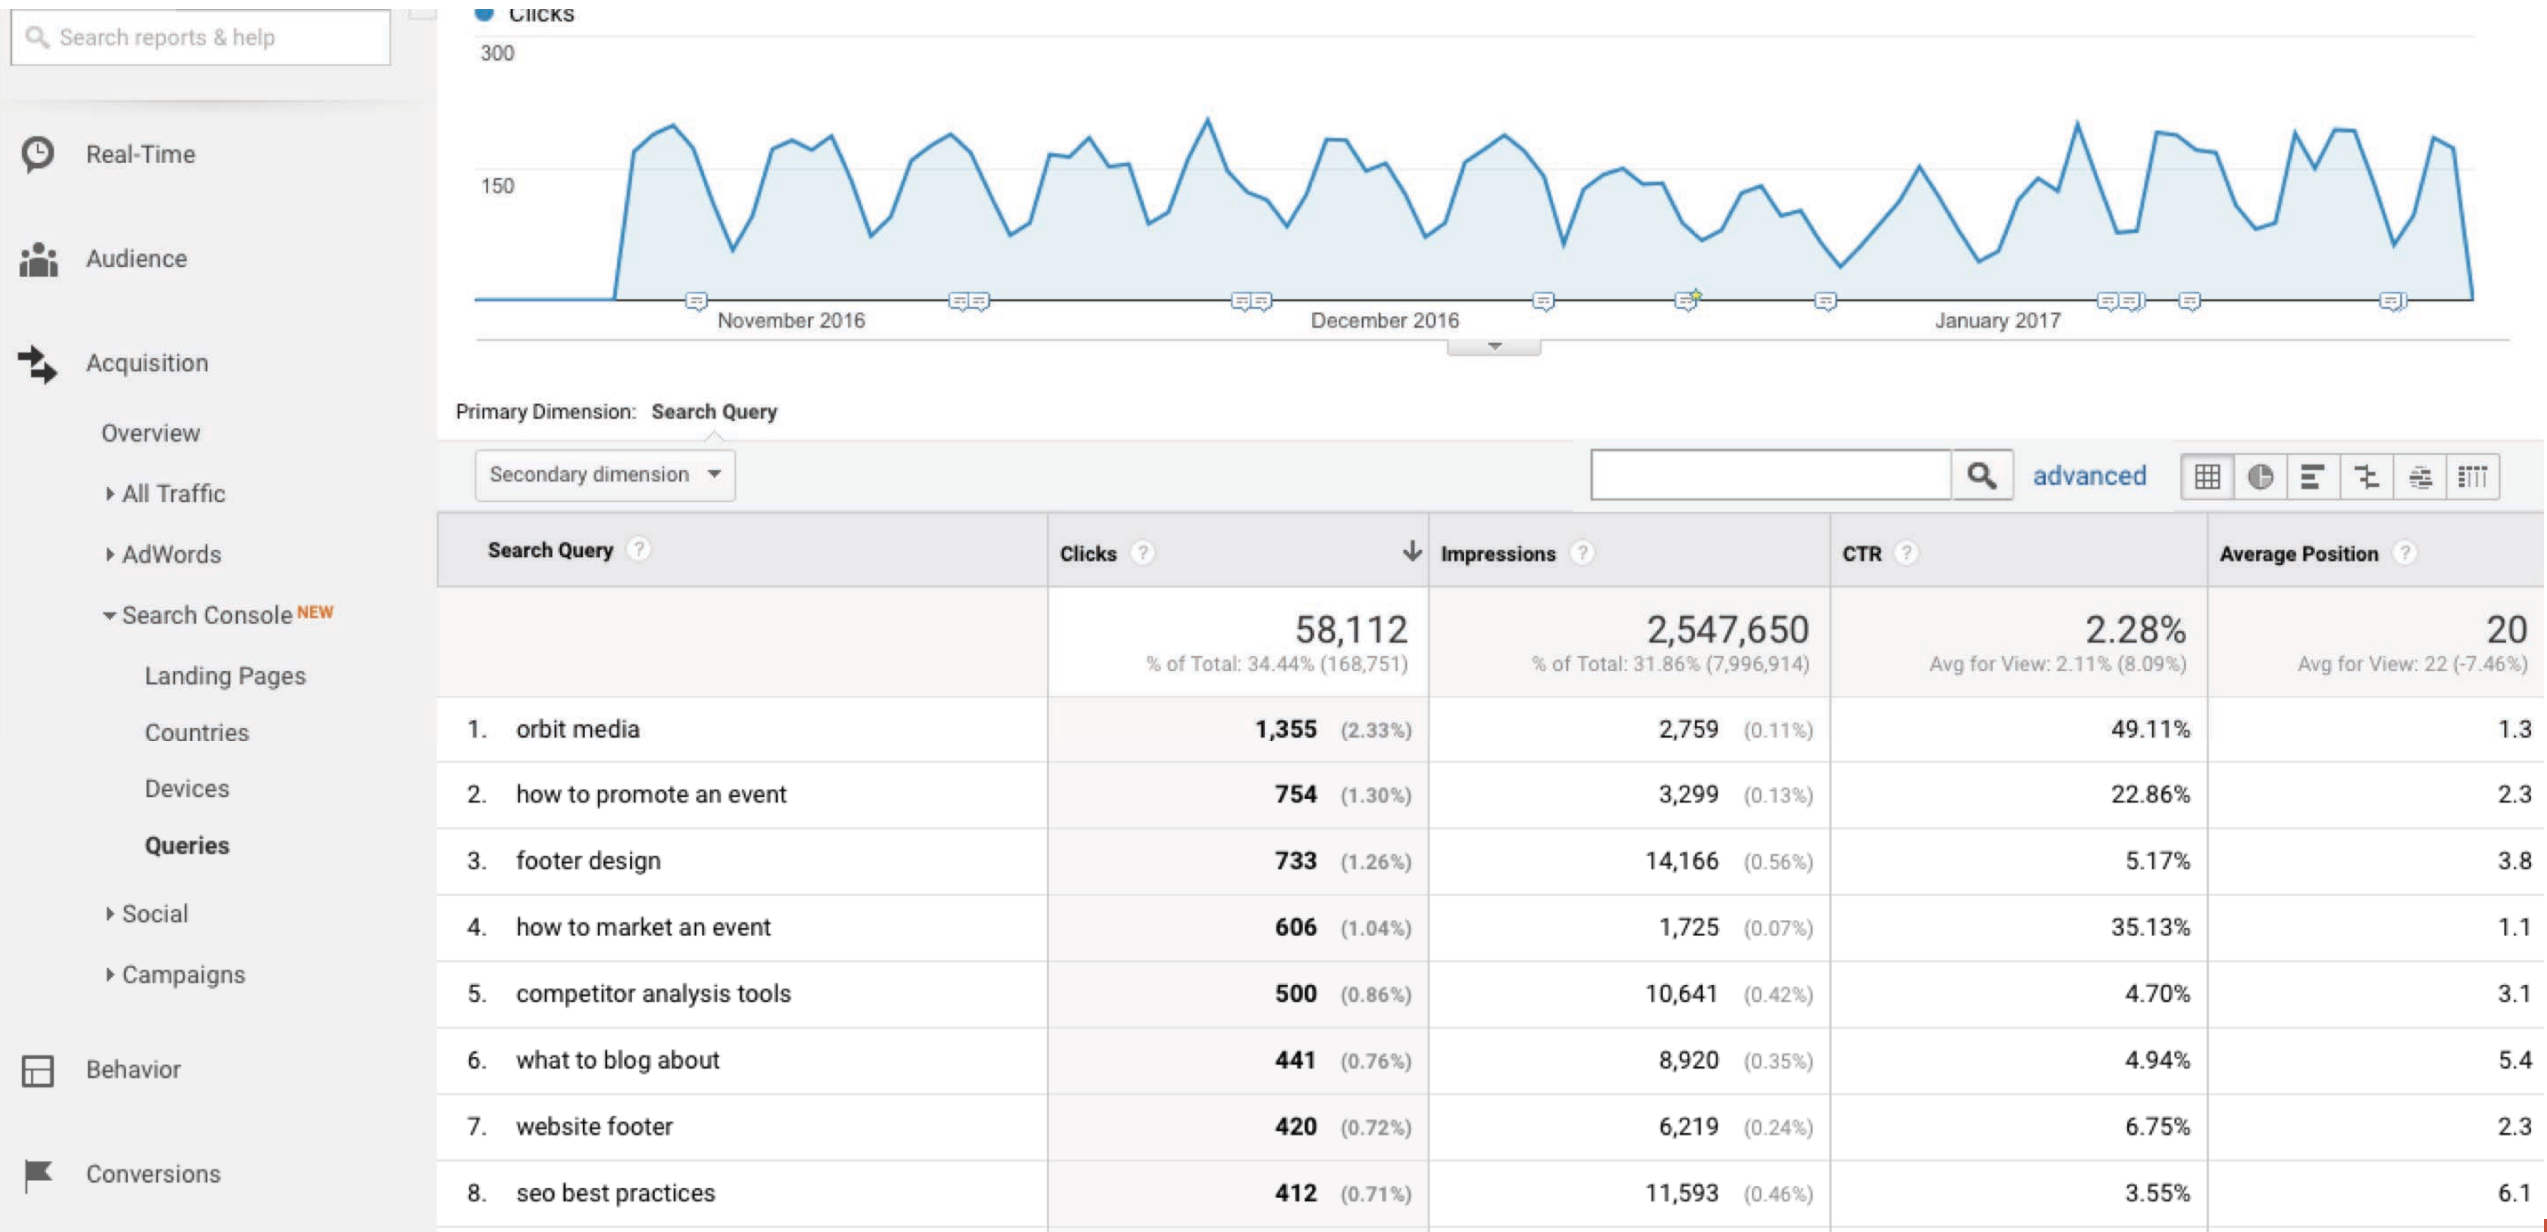 Search reports & help
Real-Time
Audience
Acquisition
Overview
All Traffic
AdWords
Search Console NEW
Landing Pages
Countries
Devices
Queries
Social
Campaigns
Behavior
Conversions
Clicks
300
150
November 2016 December 2016 January 2017
Primary Dimension: Search Query
Secondary dimension advanced
Search Query ? Clicks ? Impressions ? CTR ? Average Position ?
58,112 2,547,650 2.28% 20
% of Total: 34.44% (168,751) % of Total: 31.86% (7,996,914) Avg for View: 2.11% (8.09%) Avg for View: 22 (-7.46%)
1. orbit media 1,355 (2.33%) 2,759 (0.11%) 49.11% 1.3
2. how to promote an event 754 (1.30%) 3,299 (0.13%) 22.86% 2.3
3. footer design 733 (1.26%) 14,166 (0.56%) 5.17% 3.8
4. how to market an event 606 (1.04%) 1,725 (0.07%) 35.13% 1.1
5. competitor analysis tools 500 (0.86%) 10,641 (0.42%) 4.70% 3.1
6. what to blog about 441 (0.76%) 8,920 (0.35%) 4.94% 5.4
7. website footer 420 (0.72%) 6,219 (0.24%) 6.75% 2.3
8. seo best practices 412 (0.71%) 11,593 (0.46%) 3.55% 6.1